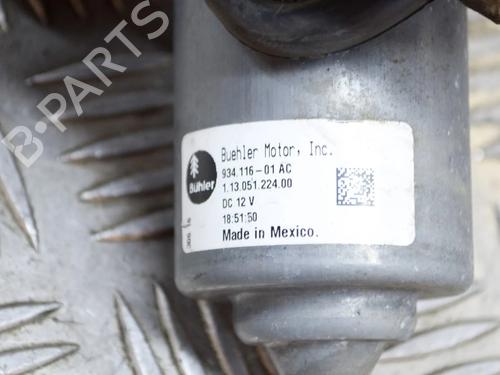 B-PARTS
Buehler Motor, Inc.
934.116-01 AC
1.13.051.224.00
DC 12 V
18:51:50
Made in Mexico.
Bühler